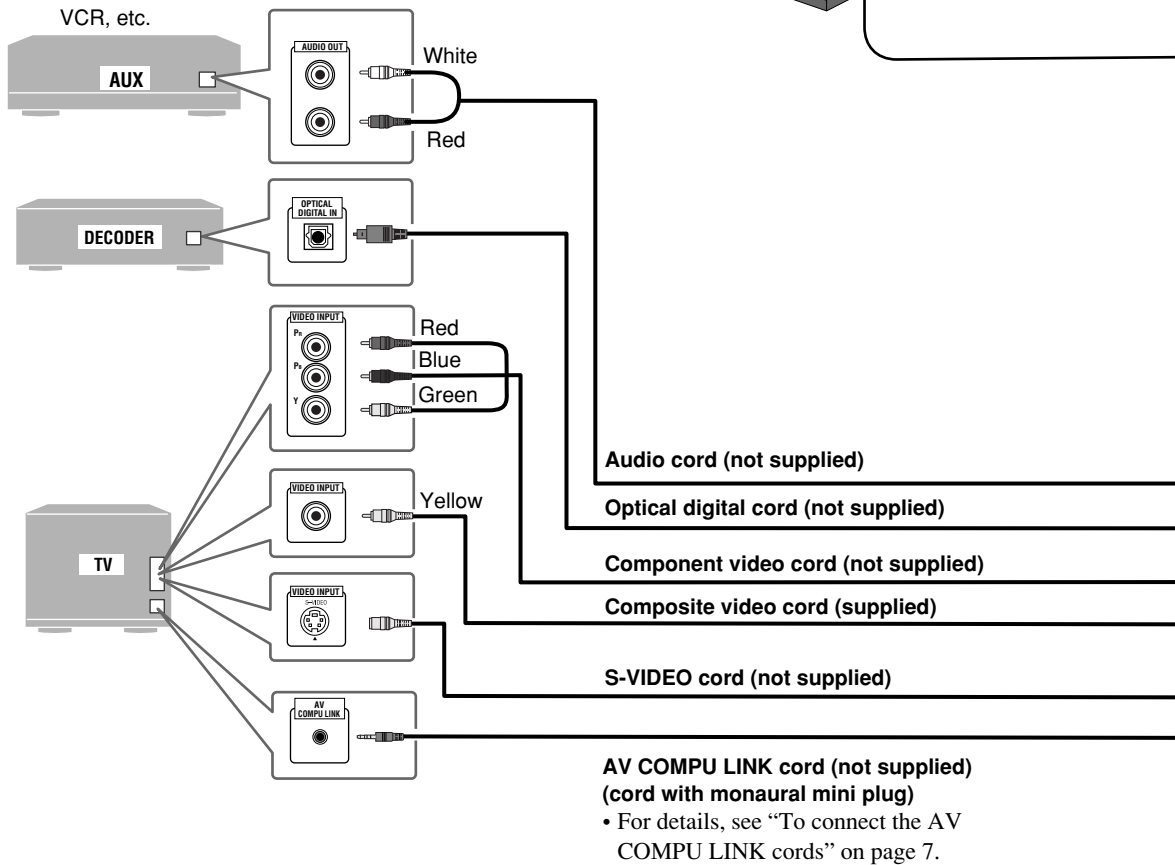 VCR, etc.
AUX
AUDIO OUT
White
Red
DECODER
OPTICAL
DIGITAL IN
VIDEO INPUT
PR
PB
Y
Red
Blue
Green
TV
VIDEO INPUT
Yellow
VIDEO INPUT
S-VIDEO
AV
COMPU LINK
Audio cord (not supplied)
Optical digital cord (not supplied)
Component video cord (not supplied)
Composite video cord (supplied)
S-VIDEO cord (not supplied)
AV COMPU LINK cord (not supplied)
(cord with monaural mini plug)
• For details, see “To connect the AV
COMPU LINK cords” on page 7.